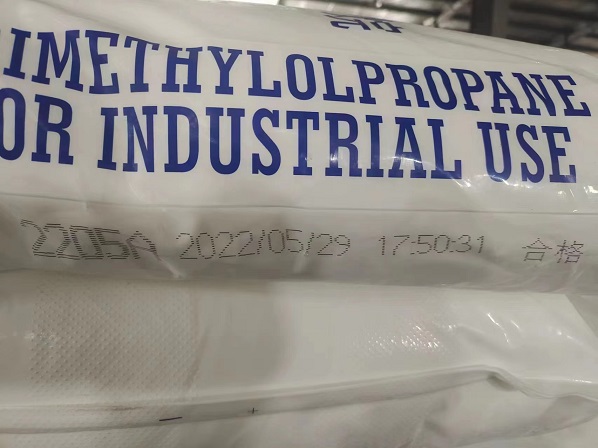 IMETHYLOLPROPANE
OR INDUSTRIAL USE
2205A 2022/05/29 17:50:31 合格